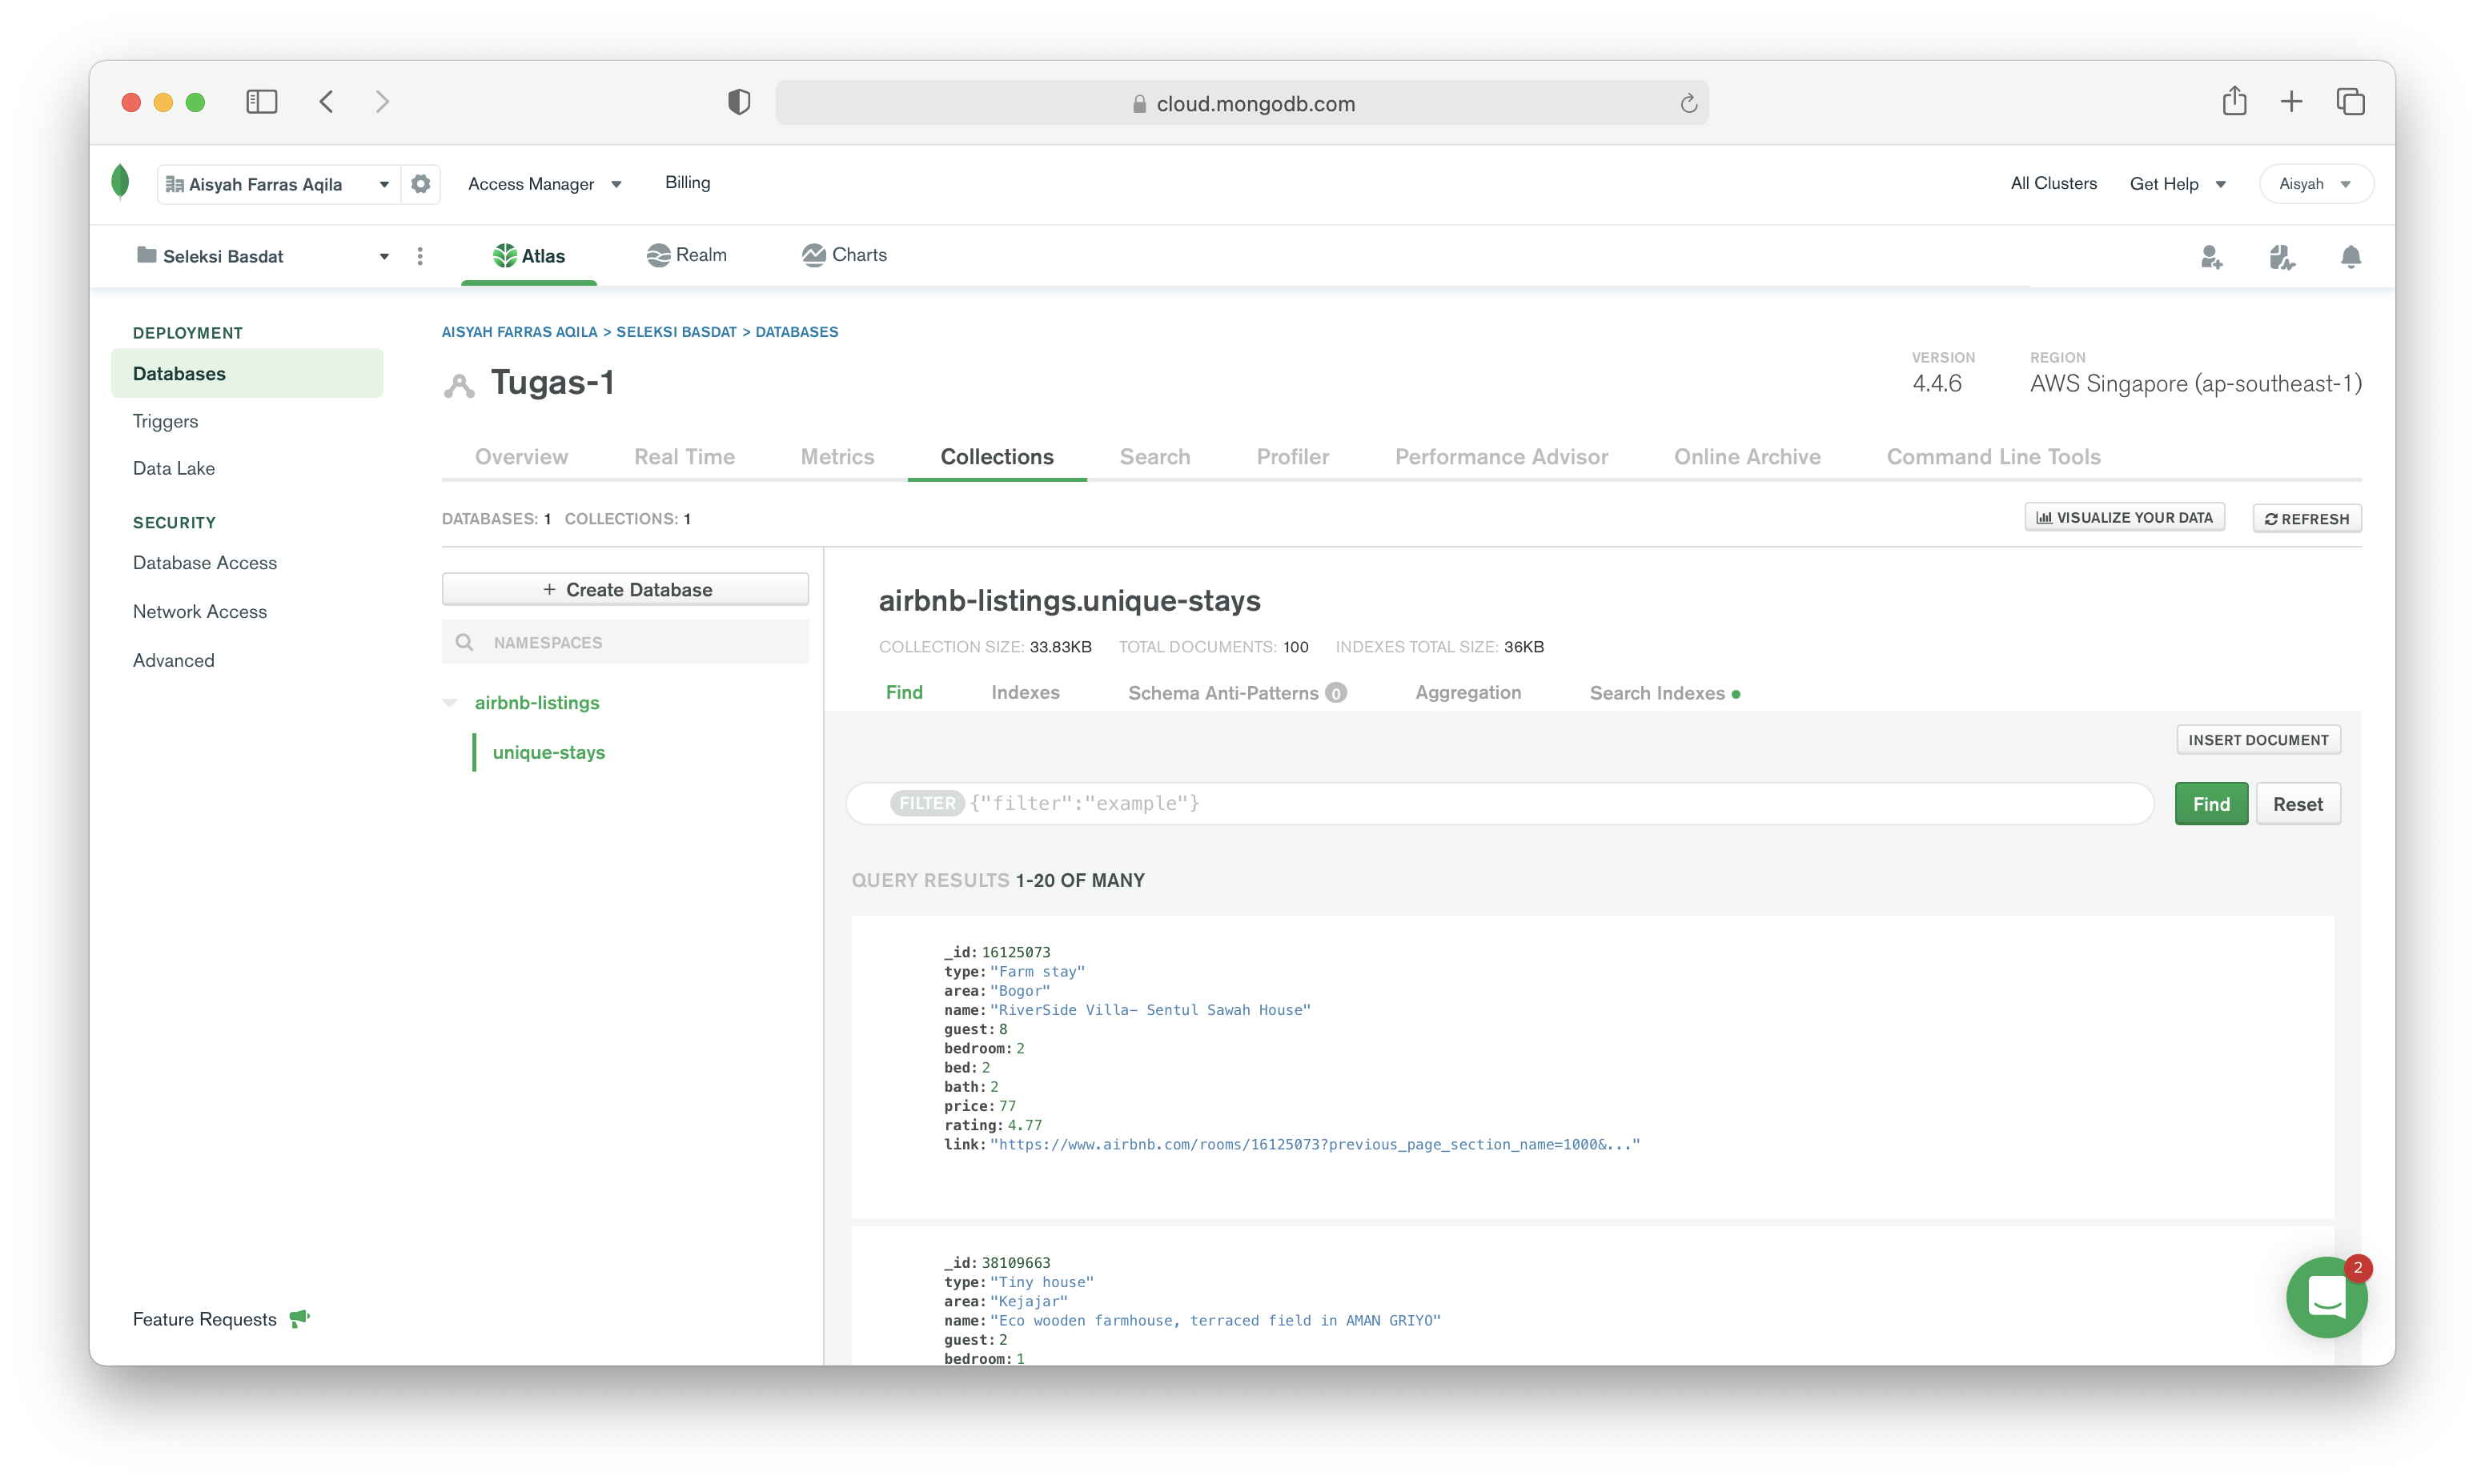 cloud.mongodb.com
Aisyah Farras Aqila Access Manager Billing All Clusters Get Help Aisyah
Seleksi Basdat Atlas Realm Charts
DEPLOYMENT
Databases
Triggers
Data Lake
SECURITY
Database Access
Network Access
Advanced
Feature Requests
AISYAH FARRAS AQILA > SELEKSI BASDAT > DATABASES
Tugas-1
VERSION REGION
4.4.6 AWS Singapore (ap-southeast-1)
Overview Real Time Metrics Collections Search Profiler Performance Advisor Online Archive Command Line Tools
DATABASES: 1 COLLECTIONS: 1 VISUALIZE YOUR DATA REFRESH
+ Create Database
NAMESPACES
airbnb-listings
unique-stays
airbnb-listings.unique-stays
COLLECTION SIZE: 33.83KB TOTAL DOCUMENTS: 100 INDEXES TOTAL SIZE: 36KB
Find Indexes Schema Anti-Patterns 0 Aggregation Search Indexes
INSERT DOCUMENT
FILTER {"filter":"example"} Find Reset
QUERY RESULTS 1-20 OF MANY
_id: 16125073
type: "Farm stay"
area: "Bogor"
name: "RiverSide Villa- Sentul Sawah House"
guest: 8
bedroom: 2
bed: 2
bath: 2
price: 77
rating: 4.77
link: "https://www.airbnb.com/rooms/16125073?previous_page_section_name=1000&..."
_id: 38109663
type: "Tiny house"
area: "Kejajar"
name: "Eco wooden farmhouse, terraced field in AMAN GRIYO"
guest: 2
bedroom: 1
2